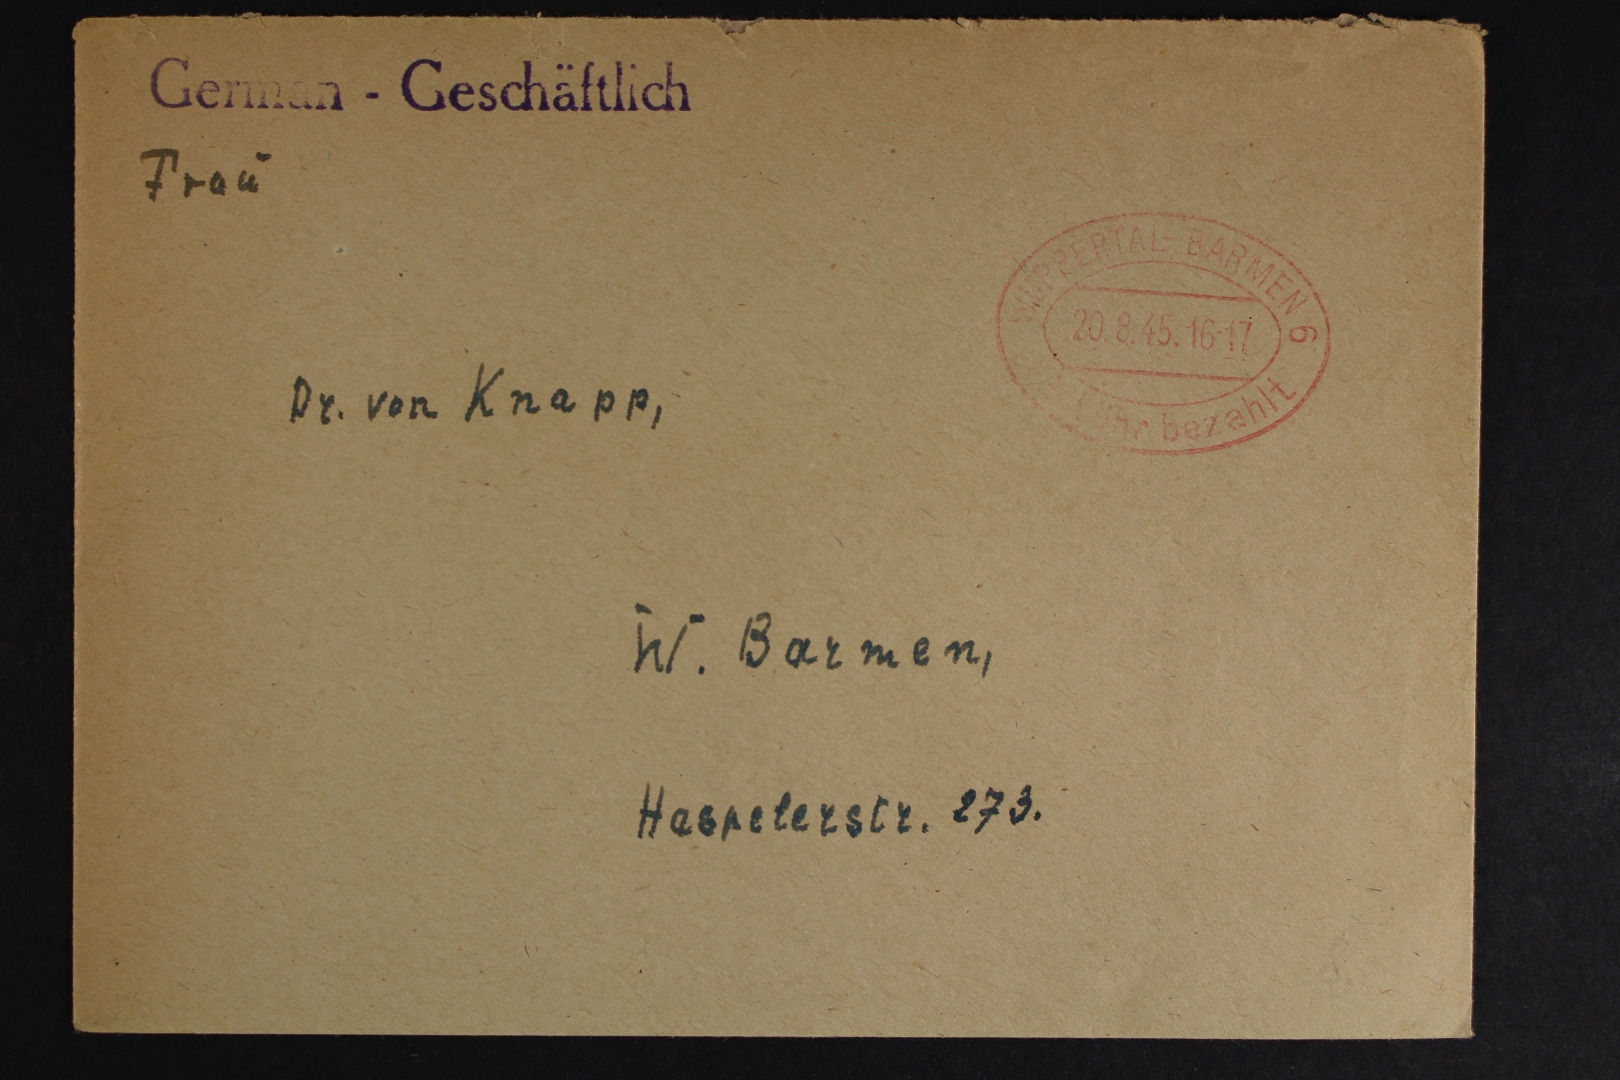 German - Geschäftlich
Frau
WUPPERTAL-BARMEN 6
20.8.45.16-17
bezahlt
Dr. von Knapp,
W. Barmen,
Haspelerstr. 273.